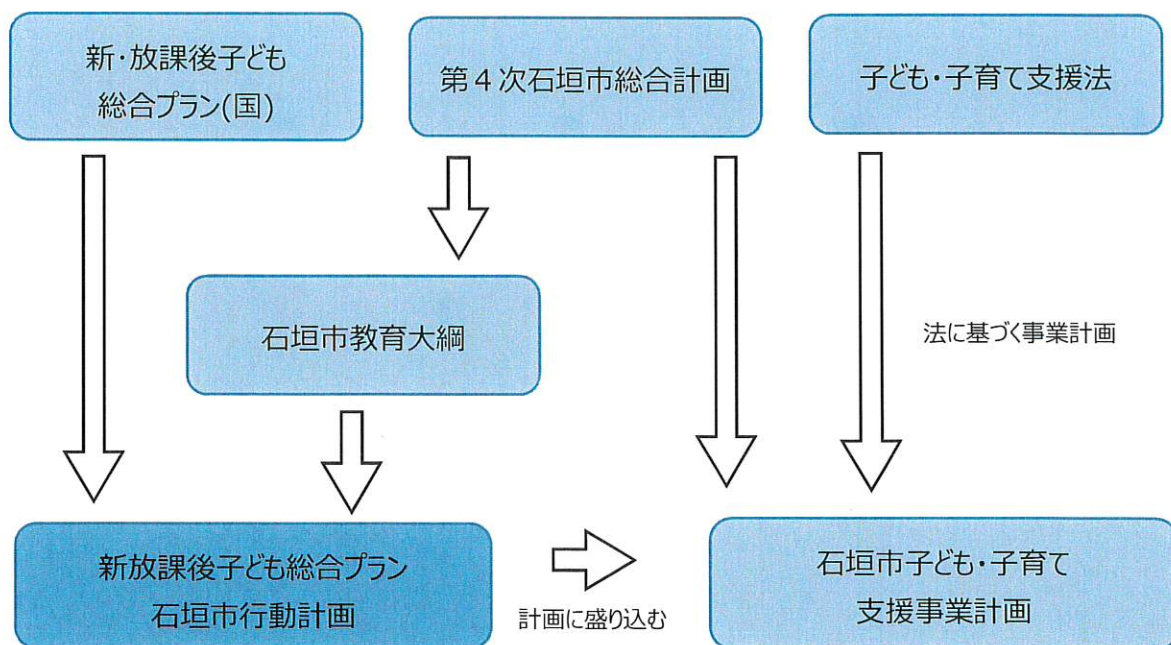 新・放課後子ども
総合プラン(国)
第４次石垣市総合計画
子ども・子育て支援法
石垣市教育大綱
法に基づく事業計画
新放課後子ども総合プラン
石垣市行動計画
計画に盛り込む
石垣市子ども・子育て
支援事業計画